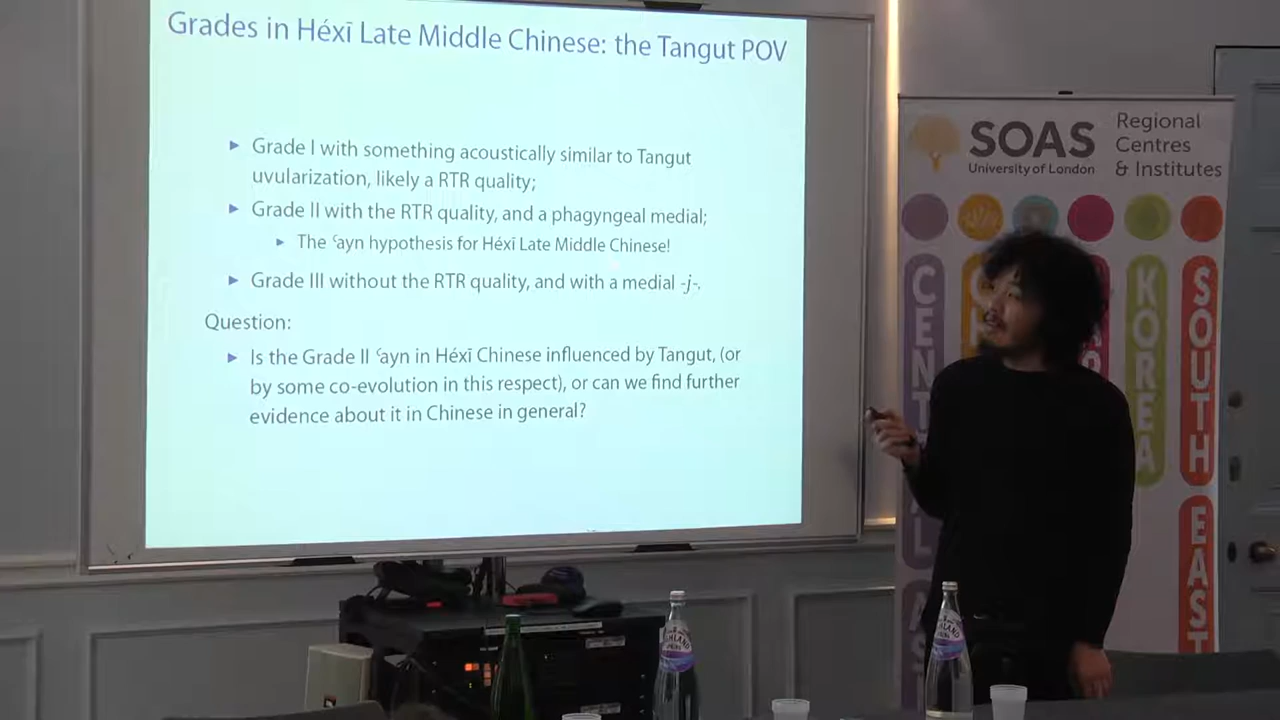 Grades in Héxī Late Middle Chinese: the Tangut POV
Grade I with something acoustically similar to Tangut
uvularization, likely a RTR quality;
Grade II with the RTR quality, and a phagyngeal medial;
The ʕayn hypothesis for Héxī Late Middle Chinese!
Grade III without the RTR quality, and with a medial -j-.
Question:
Is the Grade II ʕayn in Héxī Chinese influenced by Tangut, (or
by some co-evolution in this respect), or can we find further
evidence about it in Chinese in general?
SOAS
University of London
Regional
Centres
& Institutes
KOREA
SOUTH
EAST